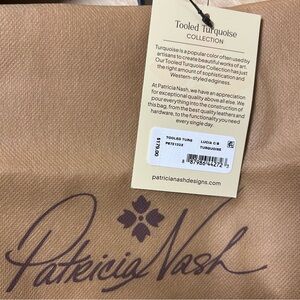 Tooled Turquoise
COLLECTION
Turquoise is a popular color often used by
artisans to create beautiful works of art.
Our Tooled Turquoise Collection has just
the right amount of sophistication and
Western-styled edginess.
At Patricia Nash, we have an appreciation
for exceptional quality above all else. We
pour everything into the construction of
this bag, from the best quality leathers and
hardware, to the functionality you need
every single day.
$179.00
TOOLED TURQ
LUCIA C/B
TURQUOISE
patricianashdesigns.com
Patricia Nash